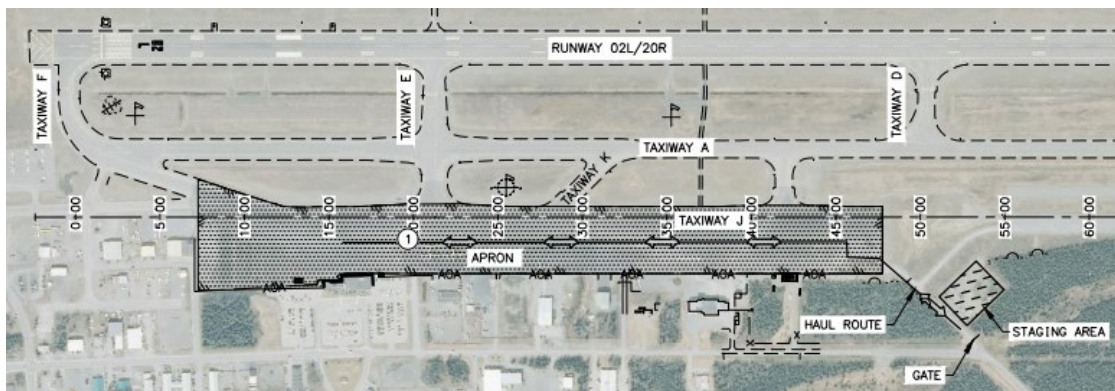 RUNWAY 02L/20R
TAXIWAY F
TAXIWAY E
TAXIWAY D
TAXIWAY A
TAXIWAY K
0+00
5+00
10+00
15+00
20+00
25+00
30+00
35+00
40+00
45+00
50+00
55+00
60+00
TAXIWAY J
1
APRON
AOA
AOA
AOA
AOA
AOA
HAUL ROUTE
STAGING AREA
GATE